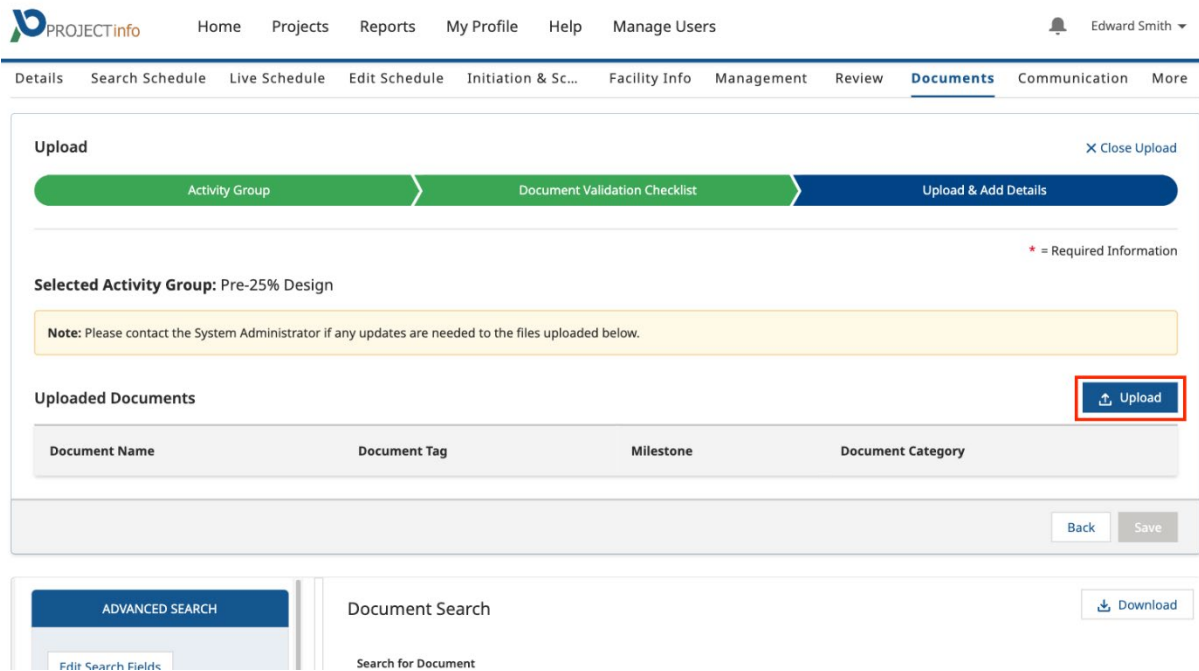 PROJECTinfo Home Projects Reports My Profile Help Manage Users Edward Smith
Details Search Schedule Live Schedule Edit Schedule Initiation & Sc... Facility Info Management Review Documents Communication More
Upload
Close Upload
Activity Group Document Validation Checklist Upload & Add Details
* = Required Information
Selected Activity Group: Pre-25% Design
Note: Please contact the System Administrator if any updates are needed to the files uploaded below.
Uploaded Documents
Upload
Document Name Document Tag Milestone Document Category
Back Save
ADVANCED SEARCH
Edit Search Fields
Document Search
Download
Search for Document